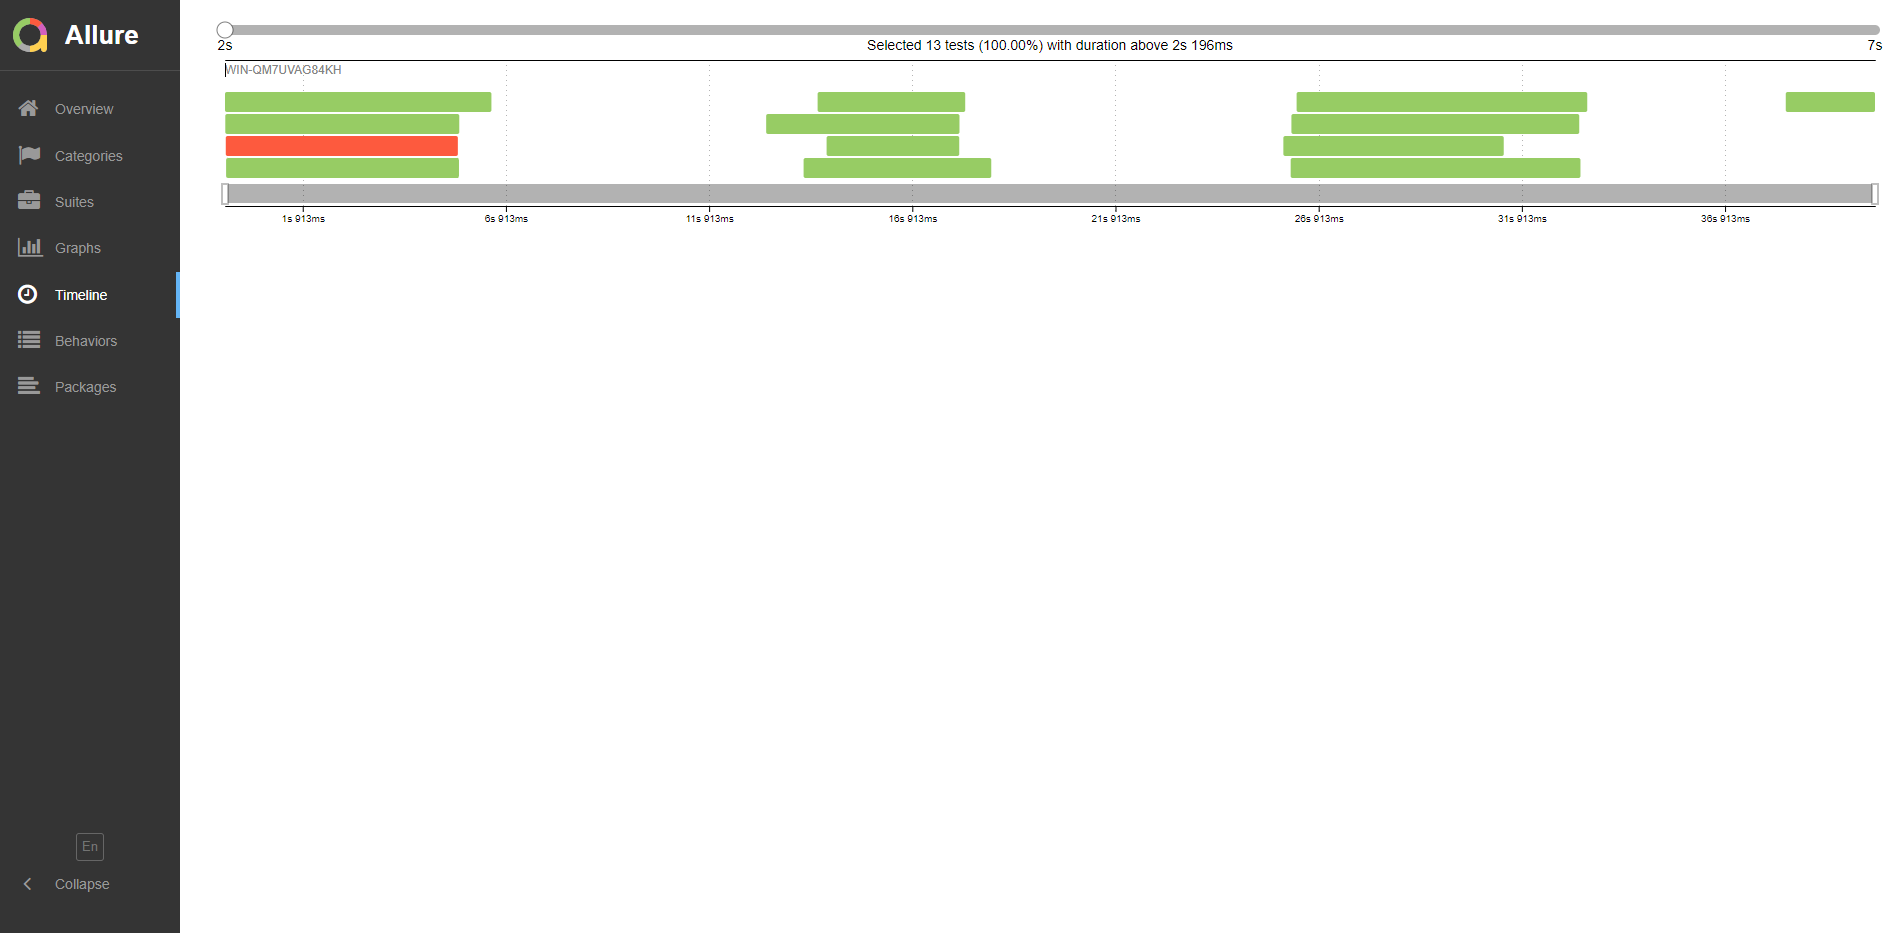 Allure
Overview
Categories
Suites
Graphs
Timeline
Behaviors
Packages
En
Collapse
2s
Selected 13 tests (100.00%) with duration above 2s 196ms
7s
WIN-QM7UVAG84KH
1s 913ms
6s 913ms
11s 913ms
16s 913ms
21s 913ms
26s 913ms
31s 913ms
36s 913ms